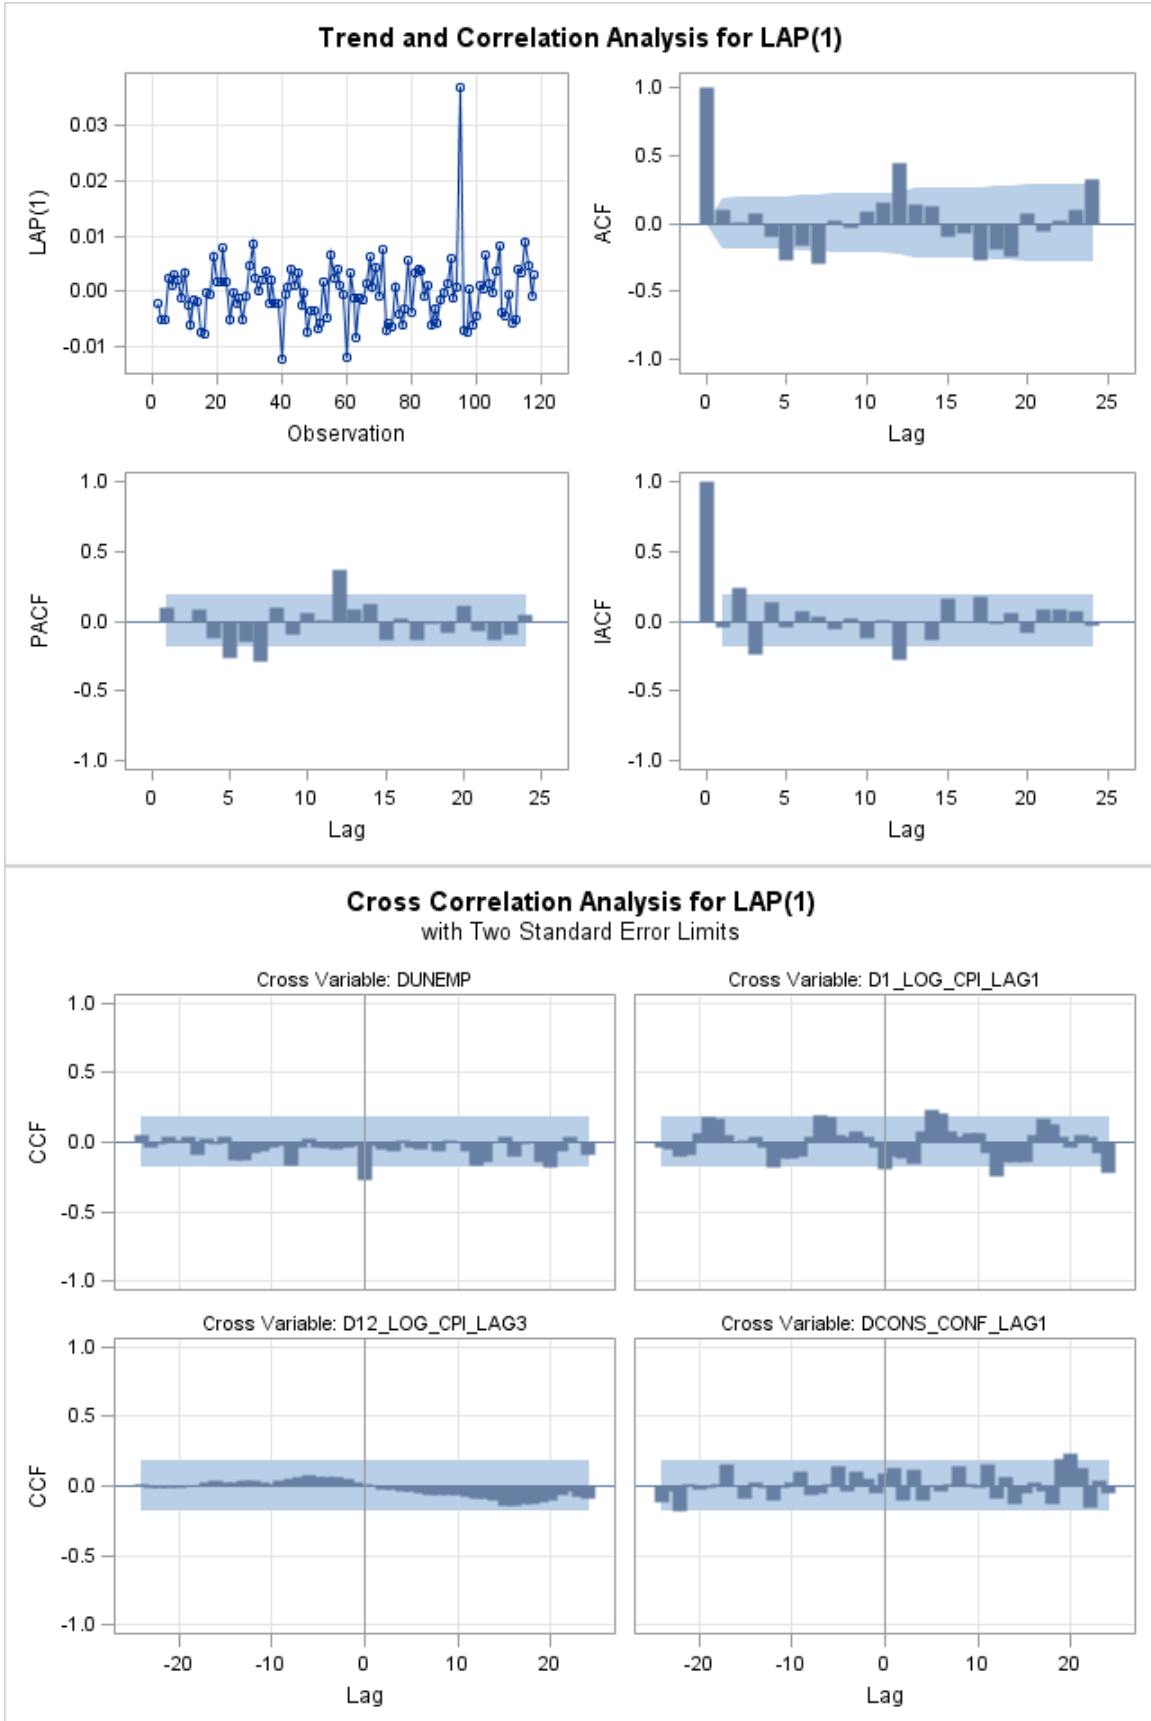 Trend and Correlation Analysis for LAP(1)
LAP(1)
0.03
0.02
0.01
0.00
-0.01
0 20 40 60 80 100 120
Observation
ACF
1.0
0.5
0.0
-0.5
-1.0
0 5 10 15 20 25
Lag
PACF
1.0
0.5
0.0
-0.5
-1.0
0 5 10 15 20 25
Lag
IACF
1.0
0.5
0.0
-0.5
-1.0
0 5 10 15 20 25
Lag
Cross Correlation Analysis for LAP(1)
with Two Standard Error Limits
Cross Variable: DUNEMP
Cross Variable: D1_LOG_CPI_LAG1
CCF
1.0
0.5
0.0
-0.5
-1.0
Cross Variable: D12_LOG_CPI_LAG3
Cross Variable: DCONS_CONF_LAG1
CCF
1.0
0.5
0.0
-0.5
-1.0
-20 -10 0 10 20
Lag
-20 -10 0 10 20
Lag